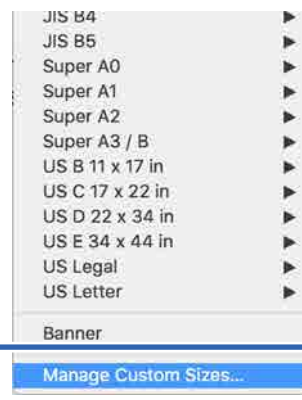 JIS B4
JIS B5
Super A0
Super A1
Super A2
Super A3 / B
US B 11 x 17 in
US C 17 x 22 in
US D 22 x 34 in
US E 34 x 44 in
US Legal
US Letter
Banner
Manage Custom Sizes...